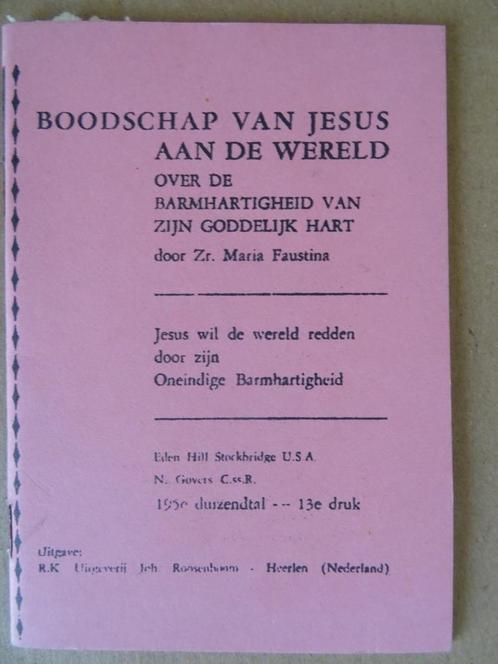 BOODSCHAP VAN JESUS
AAN DE WERELD
OVER DE
BARMHARTIGHEID VAN
ZIJN GODDELIJK HART
door Zr. Maria Faustina
Jesus wil de wereld redden
door zijn
Oneindige Barmhartigheid
Eden Hill Stockbridge U.S.A.
N. Govers C.ss.R.
195e duizendtal -- 13e druk
Uitgave:
R.K Uitgeverij Joh. Roosenboom - Heerlen (Nederland)